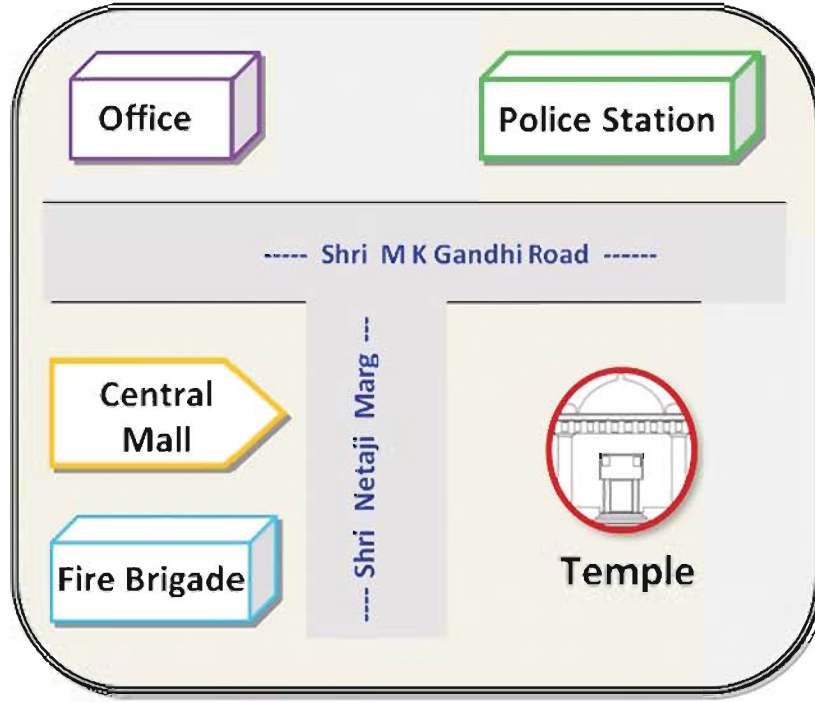 Office
Police Station
----- Shri M K Gandhi Road ------
---- Shri Netaji Marg ---
Central
Mall
Fire Brigade
Temple